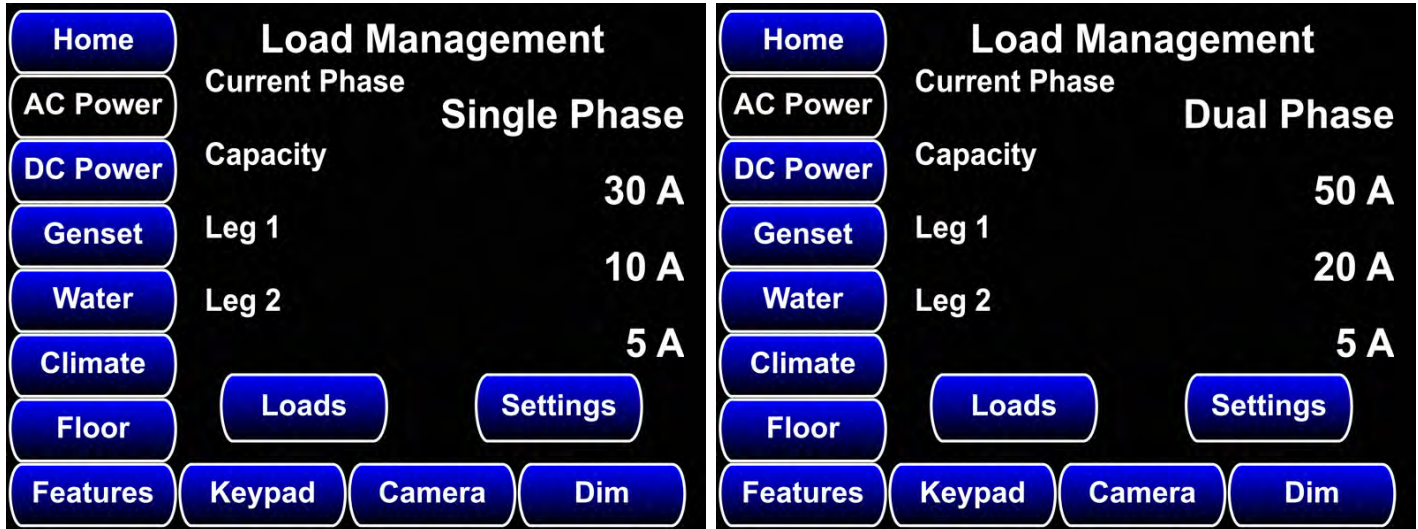 Home
AC Power
DC Power
Genset
Water
Climate
Floor
Features
Load Management
Current Phase
Single Phase
Capacity
30 A
Leg 1
10 A
Leg 2
5 A
Loads
Settings
Keypad
Camera
Dim
Home
AC Power
DC Power
Genset
Water
Climate
Floor
Features
Load Management
Current Phase
Dual Phase
Capacity
50 A
Leg 1
20 A
Leg 2
5 A
Loads
Settings
Keypad
Camera
Dim